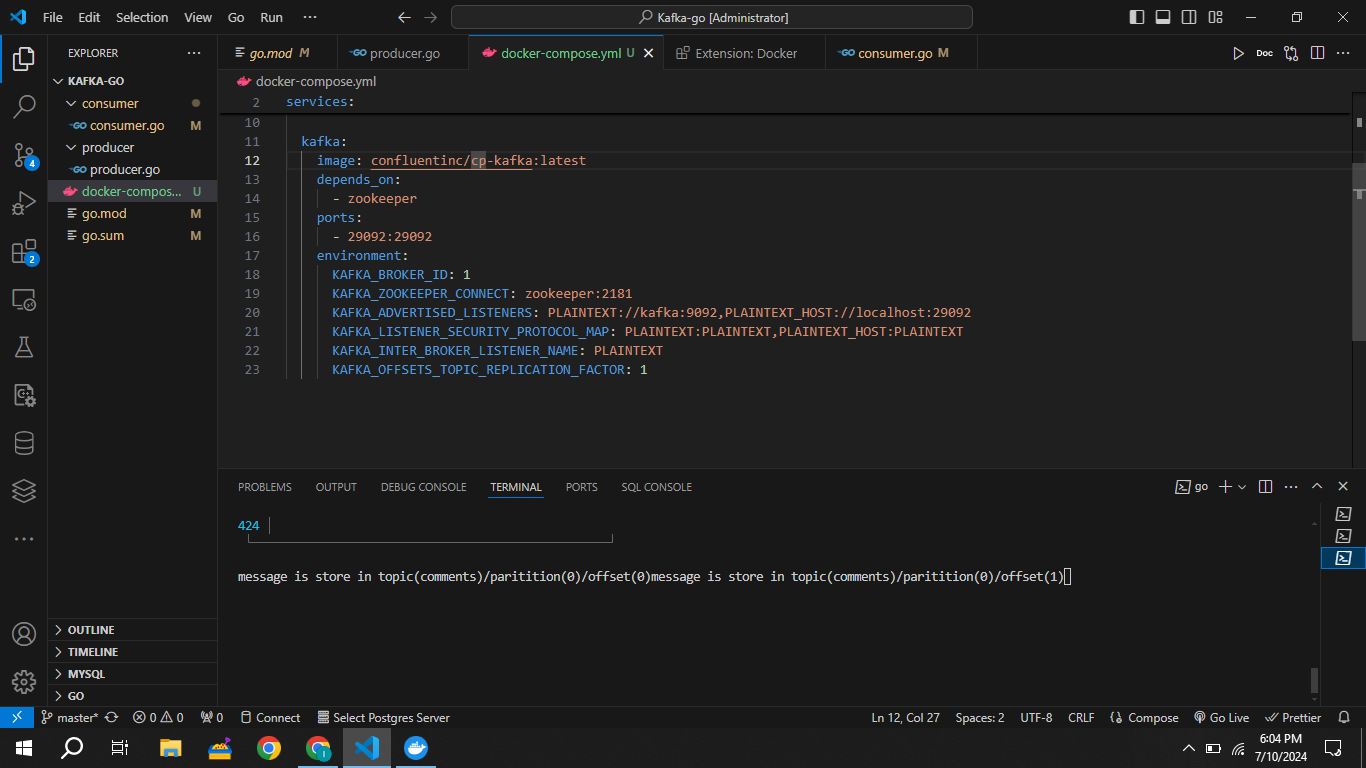 File Edit Selection View Go Run ··· Kafka-go [Administrator]
EXPLORER ···
KAFKA-GO
consumer
GO consumer.go M
producer
GO producer.go
docker-compos... U
go.mod M
go.sum M
OUTLINE
TIMELINE
MYSQL
GO
4
2
go.mod M GO producer.go docker-compose.yml U Extension: Docker GO consumer.go M Doc ···
docker-compose.yml
2 services:
10
11 kafka:
12 image: confluentinc/cp-kafka:latest
13 depends_on:
14 - zookeeper
15 ports:
16 - 29092:29092
17 environment:
18 KAFKA_BROKER_ID: 1
19 KAFKA_ZOOKEEPER_CONNECT: zookeeper:2181
20 KAFKA_ADVERTISED_LISTENERS: PLAINTEXT://kafka:9092,PLAINTEXT_HOST://localhost:29092
21 KAFKA_LISTENER_SECURITY_PROTOCOL_MAP: PLAINTEXT:PLAINTEXT,PLAINTEXT_HOST:PLAINTEXT
22 KAFKA_INTER_BROKER_LISTENER_NAME: PLAINTEXT
23 KAFKA_OFFSETS_TOPIC_REPLICATION_FACTOR: 1
PROBLEMS OUTPUT DEBUG CONSOLE TERMINAL PORTS SQL CONSOLE go ···
424
message is store in topic(comments)/paritition(0)/offset(0)message is store in topic(comments)/paritition(0)/offset(1)
master* 0 0 0 Connect Select Postgres Server Ln 12, Col 27 Spaces: 2 UTF-8 CRLF Compose Go Live Prettier
6:04 PM
7/10/2024